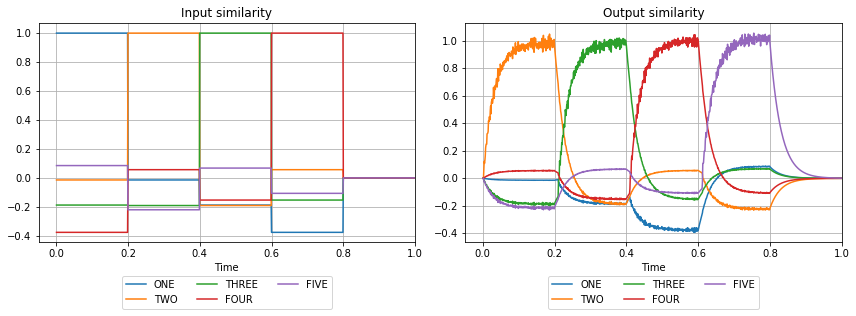 Input similarity
1.0
0.8
0.6
0.4
0.2
0.0
−0.2
−0.4
0.0 0.2 0.4 0.6 0.8 1.0
Time
ONE THREE FIVE
TWO FOUR
Output similarity
1.0
0.8
0.6
0.4
0.2
0.0
−0.2
−0.4
0.0 0.2 0.4 0.6 0.8 1.0
Time
ONE THREE FIVE
TWO FOUR